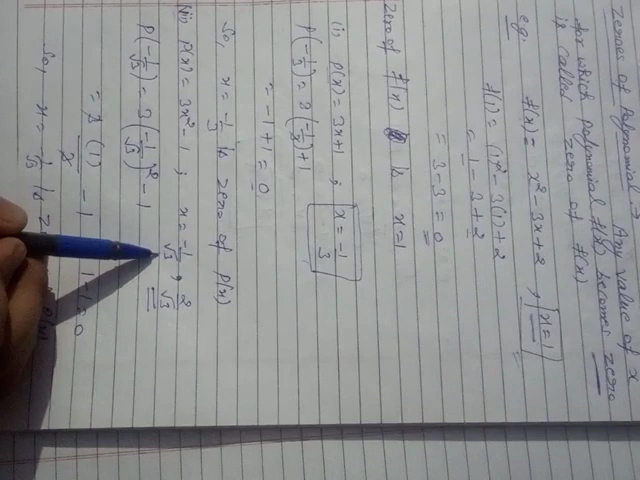 Zeroes of Polynomial :- Any value of x
for which polynomial f(x) becomes zero
is called zero of f(x)
eg. f(x) = x² - 3x + 2 , x = 1
f(1) = (1)² - 3(1) + 2
= 1 - 3 + 2
= 3 - 3 = 0
Zero of f(x) is x = 1
(i) p(x) = 3x + 1 , x = -1/3
p(-1/3) = 3(-1/3) + 1
= -1 + 1 = 0
So, x = -1/3 is zero of p(x)
(ii) p(x) = 3x² - 1 , x = -1/√3 , 2/√3
p(-1/√3) = 3(-1/√3)² - 1
= 3(1)/3 - 1 1-1=0
So, x = -1/√3 is p(x)